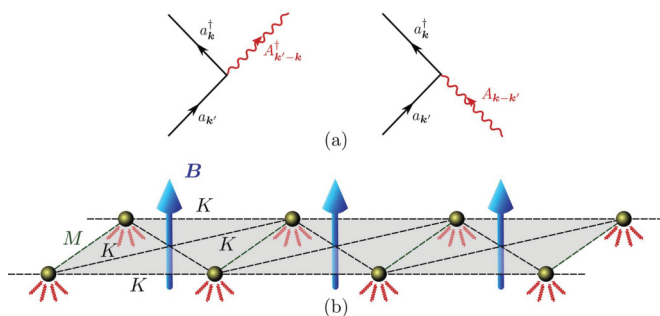 a†k a†k
A†k′−k
ak′ ak′ Ak−k′
(a)
B
K
M K K
K
(b)